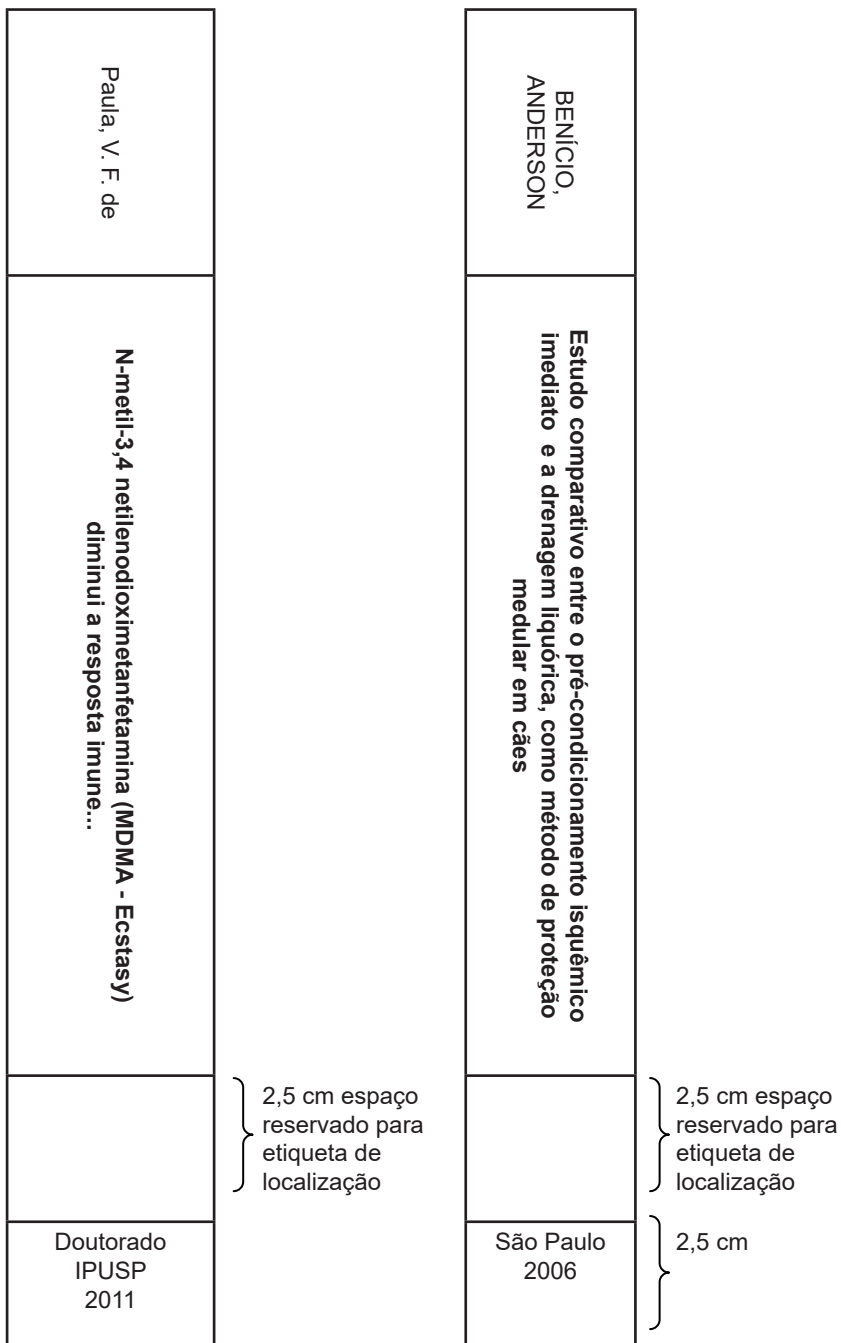 Paula, V. F. de
N-metil-3,4 netilenodioximetanfetamina (MDMA - Ecstasy)
diminui a resposta imune...
2,5 cm espaço
reservado para
etiqueta de
localização
Doutorado
IPUSP
2011
BENÍCIO,
ANDERSON
Estudo comparativo entre o pré-condicionamento isquêmico
imediato e a drenagem liquórica, como método de proteção
medular em cães
2,5 cm espaço
reservado para
etiqueta de
localização
São Paulo
2006
2,5 cm